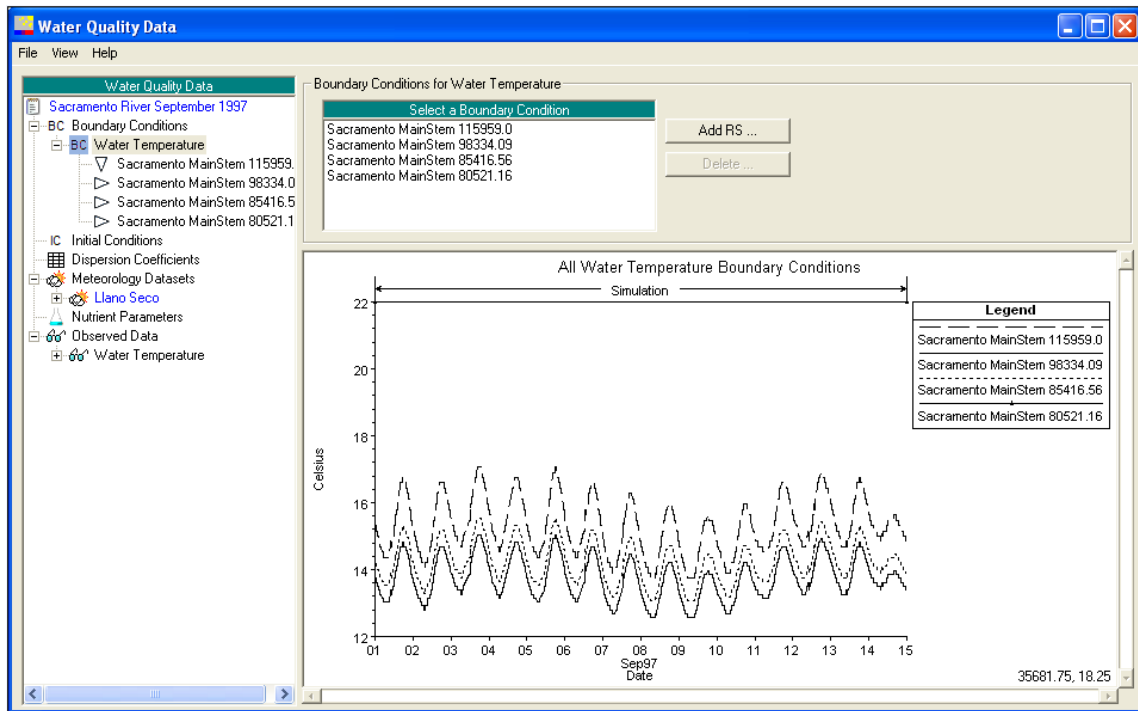 Water Quality Data
File View Help
Water Quality Data
Sacramento River September 1997
BC Boundary Conditions
BC Water Temperature
Sacramento MainStem 115959.
Sacramento MainStem 98334.0
Sacramento MainStem 85416.5
Sacramento MainStem 80521.1
IC Initial Conditions
Dispersion Coefficients
Meteorology Datasets
Llano Seco
Nutrient Parameters
Observed Data
Water Temperature
Boundary Conditions for Water Temperature
Select a Boundary Condition
Sacramento MainStem 115959.0
Sacramento MainStem 98334.09
Sacramento MainStem 85416.56
Sacramento MainStem 80521.16
Add RS ...
Delete ...
All Water Temperature Boundary Conditions
Simulation
22
20
18
16
14
12
Celsius
01 02 03 04 05 06 07 08 09 10 11 12 13 14 15
Sep97
Date
Legend
Sacramento MainStem 115959.0
Sacramento MainStem 98334.09
Sacramento MainStem 85416.56
Sacramento MainStem 80521.16
35681.75, 18.25